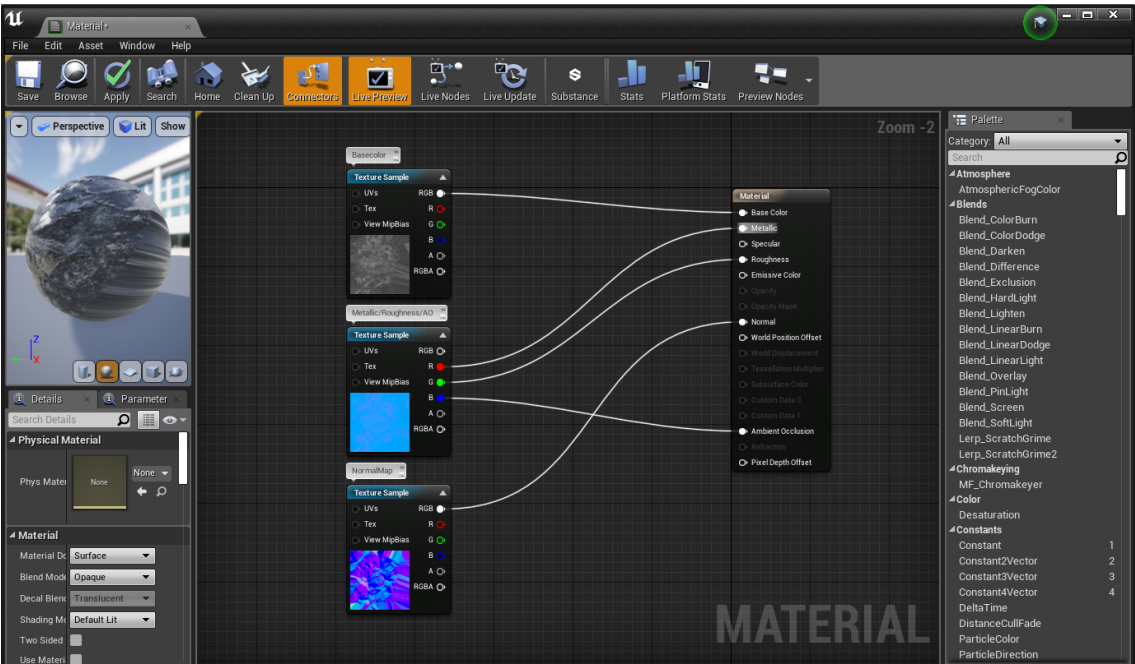 Material*
File Edit Asset Window Help
Save Browse Apply Search Home Clean Up Connectors Live Preview Live Nodes Live Update Substance Stats Platform Stats Preview Nodes
Perspective Lit Show
Z
X
Details Parameter
Search Details
Physical Material
Phys Mater None None
Material
Material Do Surface
Blend Mode Opaque
Decal Blend Translucent
Shading Mo Default Lit
Two Sided
Use Materi
Zoom -2
Basecolor
Texture Sample
UVs RGB
Tex R
View MipBias G
B
A
RGBA
Metallic/Roughness/AO
Texture Sample
UVs RGB
Tex R
View MipBias G
B
A
RGBA
NormalMap
Texture Sample
UVs RGB
Tex R
View MipBias G
B
A
RGBA
Material
Base Color
Metallic
Specular
Roughness
Emissive Color
Opacity
Opacity Mask
Normal
World Position Offset
World Displacement
Tessellation Multiplier
Subsurface Color
Custom Data 0
Custom Data 1
Ambient Occlusion
Refraction
Pixel Depth Offset
MATERIAL
Palette
Category: All
Search
Atmosphere
AtmosphericFogColor
Blends
Blend_ColorBurn
Blend_ColorDodge
Blend_Darken
Blend_Difference
Blend_Exclusion
Blend_HardLight
Blend_Lighten
Blend_LinearBurn
Blend_LinearDodge
Blend_LinearLight
Blend_Overlay
Blend_PinLight
Blend_Screen
Blend_SoftLight
Lerp_ScratchGrime
Lerp_ScratchGrime2
Chromakeying
MF_Chromakeyer
Color
Desaturation
Constants
Constant 1
Constant2Vector 2
Constant3Vector 3
Constant4Vector 4
DeltaTime
DistanceCullFade
ParticleColor
ParticleDirection